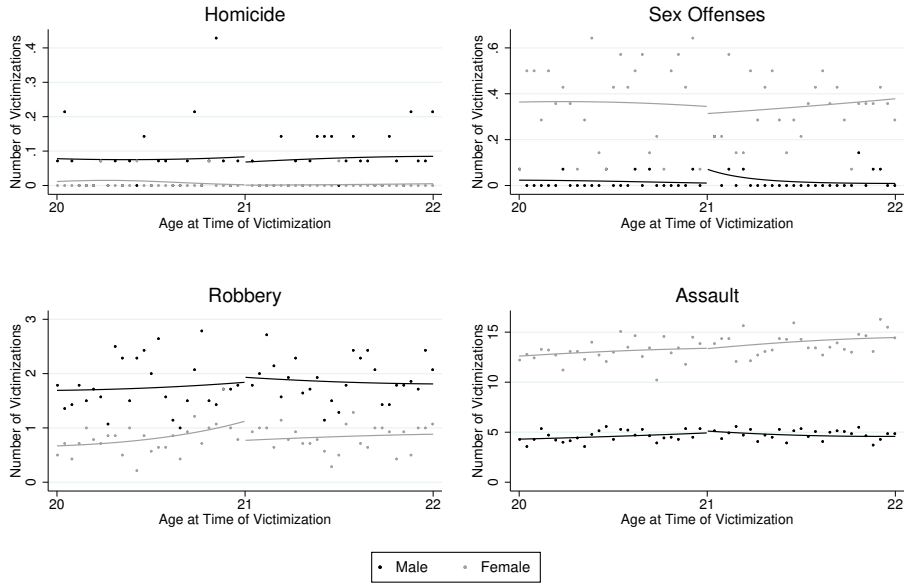 Homicide
Number of Victimizations
.4
.3
.2
.1
0
20 21 22
Age at Time of Victimization
Sex Offenses
Number of Victimizations
.6
.4
.2
0
20 21 22
Age at Time of Victimization
Robbery
Number of Victimizations
3
2
1
0
20 21 22
Age at Time of Victimization
Assault
Number of Victimizations
15
10
5
0
20 21 22
Age at Time of Victimization
Male Female